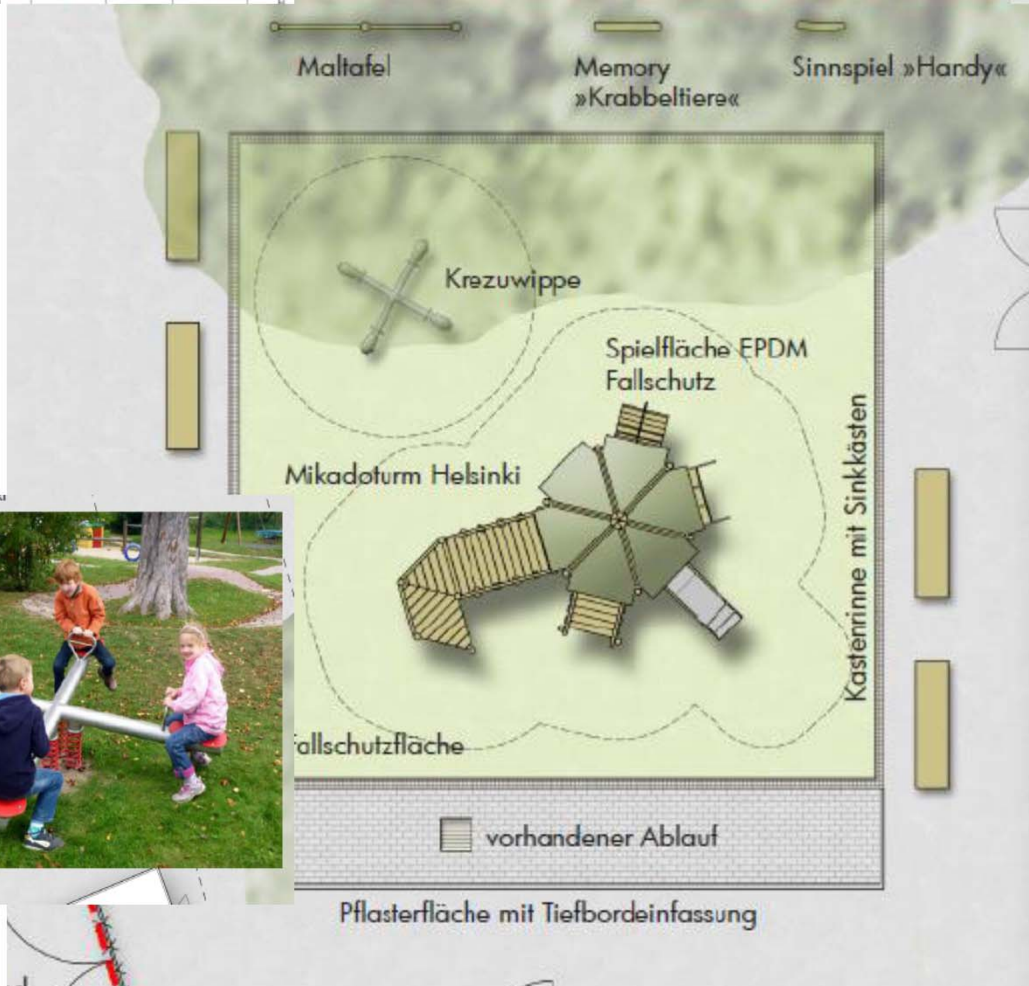 Maltafel
Memory
»Krabbeltiere«
Sinnspiel »Handy«
Krezuwippe
Spielfläche EPDM
Fallschutz
Mikadoturm Helsinki
Kastenrinne mit Sinkkästen
allschutzfläche
vorhandener Ablauf
Pflasterfläche mit Tiefbordeinfassung